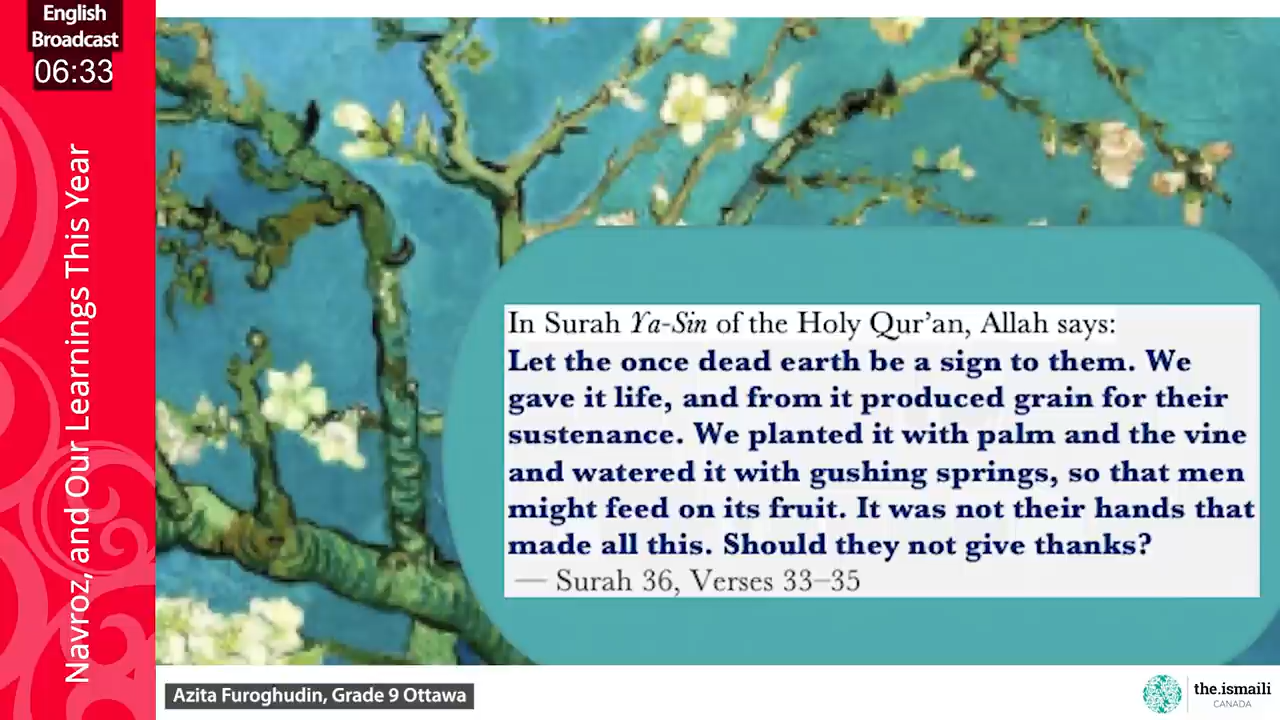 English
Broadcast
06:33
Navroz, and Our Learnings This Year
In Surah Ya-Sin of the Holy Qur’an, Allah says:
Let the once dead earth be a sign to them. We
gave it life, and from it produced grain for their
sustenance. We planted it with palm and the vine
and watered it with gushing springs, so that men
might feed on its fruit. It was not their hands that
made all this. Should they not give thanks?
— Surah 36, Verses 33–35
Azita Furoghudin, Grade 9 Ottawa
the.ismaili
CANADA